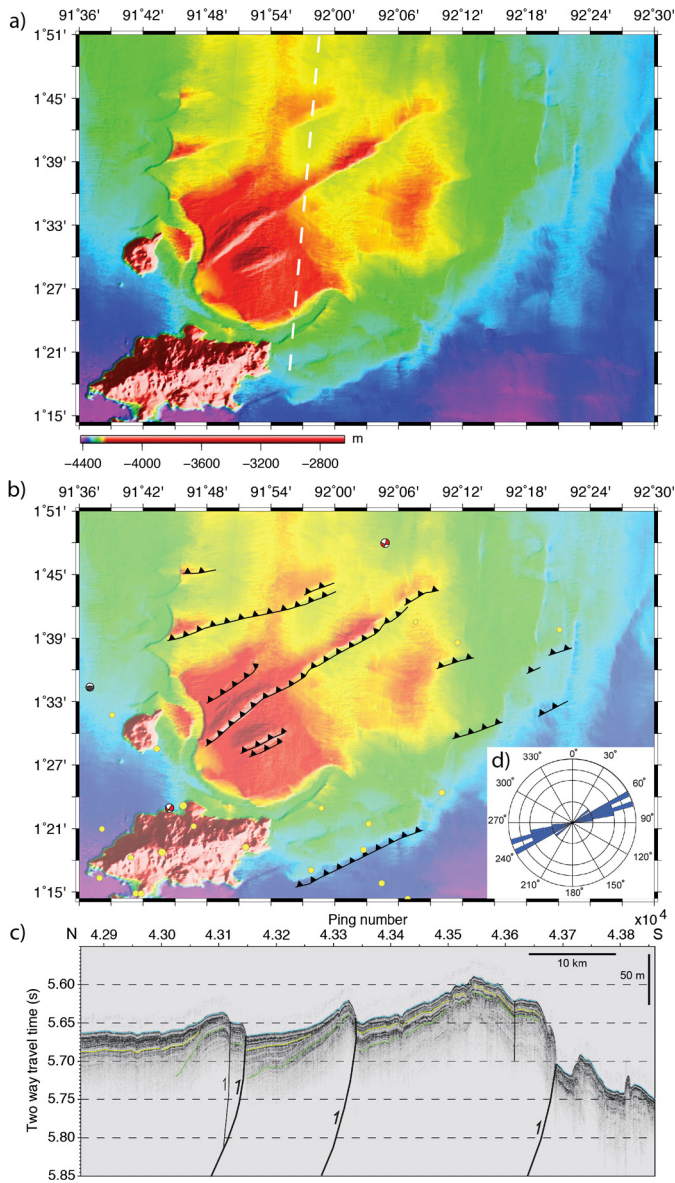 a)
91˚36' 91˚42' 91˚48' 91˚54' 92˚00' 92˚06' 92˚12' 92˚18' 92˚24' 92˚30'
1˚51'
1˚45'
1˚39'
1˚33'
1˚27'
1˚21'
1˚15'
m
−4400 −4000 −3600 −3200 −2800
b)
91˚36' 91˚42' 91˚48' 91˚54' 92˚00' 92˚06' 92˚12' 92˚18' 92˚24' 92˚30'
1˚51'
1˚45'
1˚39'
1˚33'
1˚27'
1˚21'
1˚15'
d)
0˚
330˚ 30˚
300˚ 60˚
270˚ 90˚
240˚ 120˚
210˚ 150˚
180˚
c)
Ping number x10⁴
N 4.29 4.30 4.31 4.32 4.33 4.34 4.35 4.36 4.37 4.38 S
10 km
50 m
Two way travel time (s)
5.60
5.65
5.70
5.75
5.80
5.85